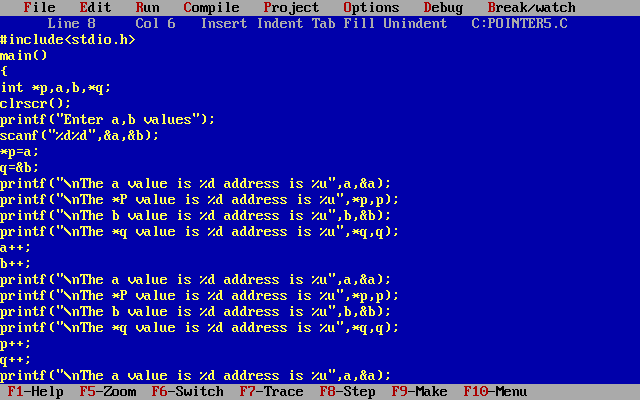 File Edit Run Compile Project Options Debug Break/watch
Line 8 Col 6 Insert Indent Tab Fill Unindent C:POINTER5.C
#include<stdio.h>
main()
{
int *p,a,b,*q;
clrscr();
printf("Enter a,b values");
scanf("%d%d",&a,&b);
*p=a;
q=&b;
printf("\nThe a value is %d address is %u",a,&a);
printf("\nThe *P value is %d address is %u",*p,p);
printf("\nThe b value is %d address is %u",b,&b);
printf("\nThe *q value is %d address is %u",*q,q);
a++;
b++;
printf("\nThe a value is %d address is %u",a,&a);
printf("\nThe *P value is %d address is %u",*p,p);
printf("\nThe b value is %d address is %u",b,&b);
printf("\nThe *q value is %d address is %u",*q,q);
p++;
q++;
printf("\nThe a value is %d address is %u",a,&a);
F1-Help F5-Zoom F6-Switch F7-Trace F8-Step F9-Make F10-Menu